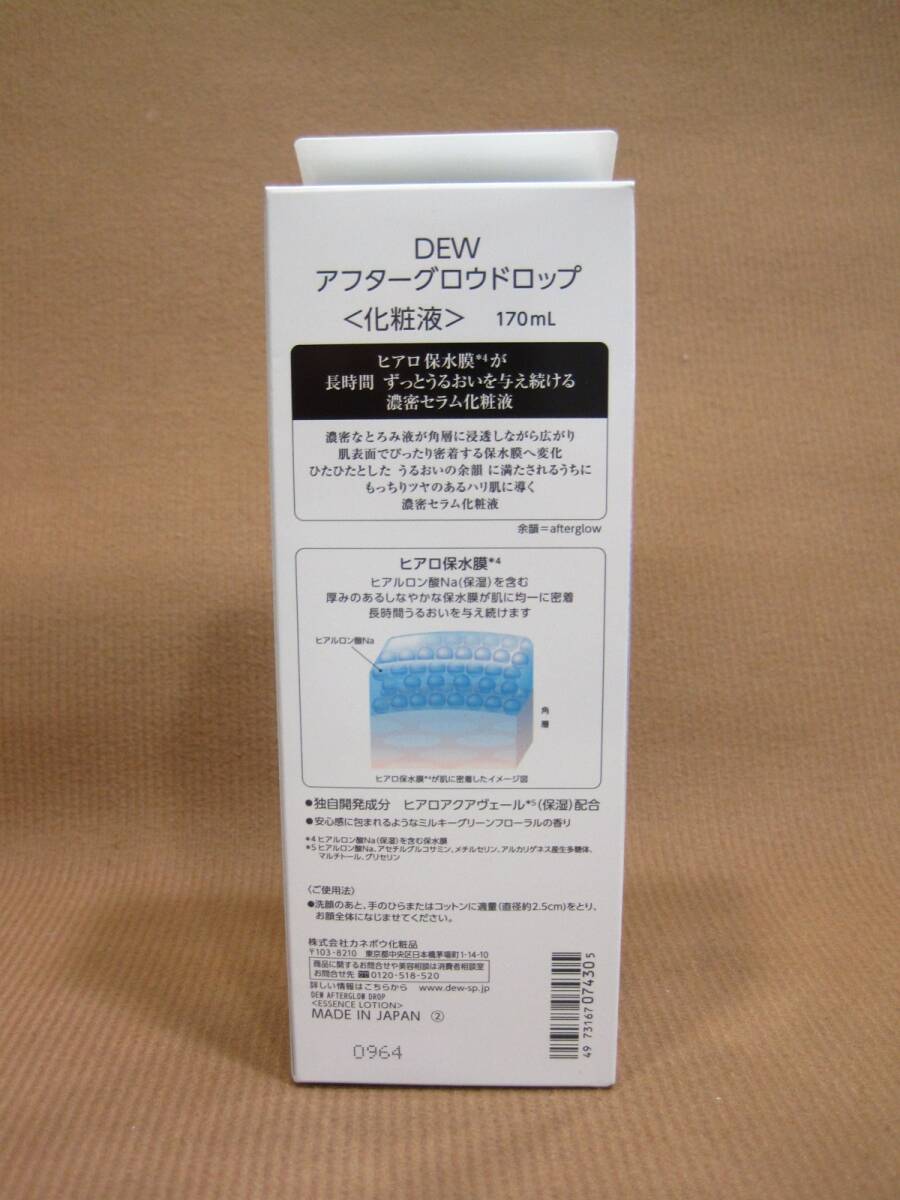 DEW
アフターグロウドロップ
<化粧液> 170mL
ヒアロ保水膜*4が
長時間 ずっとうるおいを与え続ける
濃密セラム化粧液
濃密なとろみ液が角層に浸透しながら広がり
肌表面でぴったり密着する保水膜へ変化
ひたひたとした うるおいの余韻 に満たされるうちに
もっちりツヤのあるハリ肌に導く
濃密セラム化粧液
余韻=afterglow
ヒアロ保水膜*4
ヒアルロン酸Na(保湿)を含む
厚みのあるしなやかな保水膜が肌に均一に密着
長時間うるおいを与え続けます
ヒアルロン酸Na
角層
ヒアロ保水膜*4が肌に密着したイメージ図
●独自開発成分 ヒアロアクアヴェール*5(保湿)配合
●安心感に包まれるようなミルキーグリーンフローラルの香り
*4 ヒアルロン酸Na(保湿)を含む保水膜
*5 ヒアルロン酸Na、アセチルグルコサミン、メチルセリン、アルカリゲネス産生多糖体、
マルチトール、グリセリン
〈ご使用法〉
●洗顔のあと、手のひらまたはコットンに適量(直径約2.5cm)をとり、
お顔全体になじませてください。
株式会社カネボウ化粧品
〒103-8210 東京都中央区日本橋茅場町1-14-10
商品に関するお問合せや美容相談は消費者相談室
お問合せ先 0120-518-520
詳しい情報はこちらから www.dew-sp.jp
DEW AFTERGLOW DROP
<ESSENCE LOTION>
MADE IN JAPAN ②
0964
4973167074305